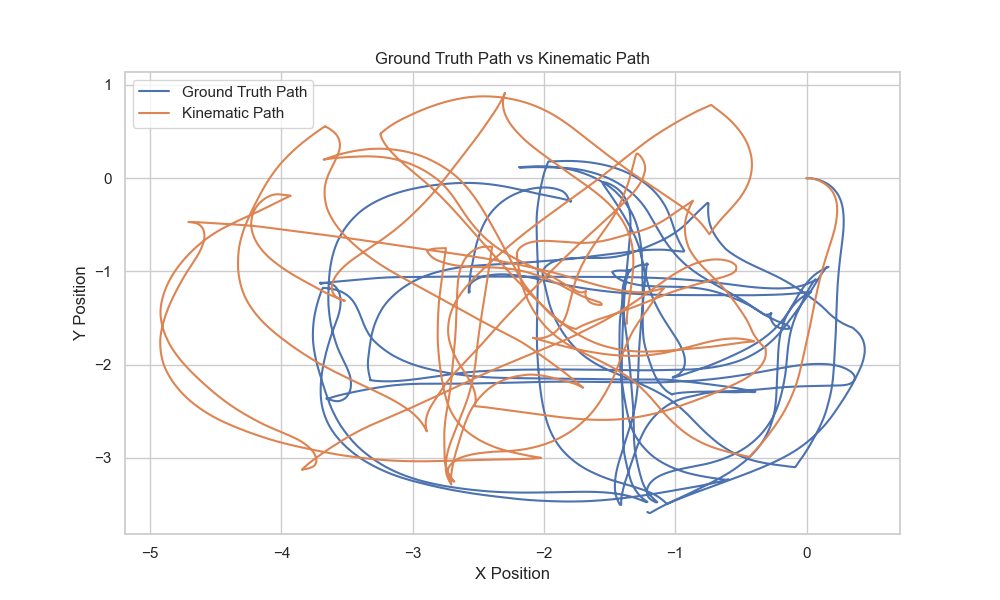 Ground Truth Path vs Kinematic Path
Ground Truth Path
Kinematic Path
1
0
−1
−2
−3
Y Position
−5 −4 −3 −2 −1 0
X Position